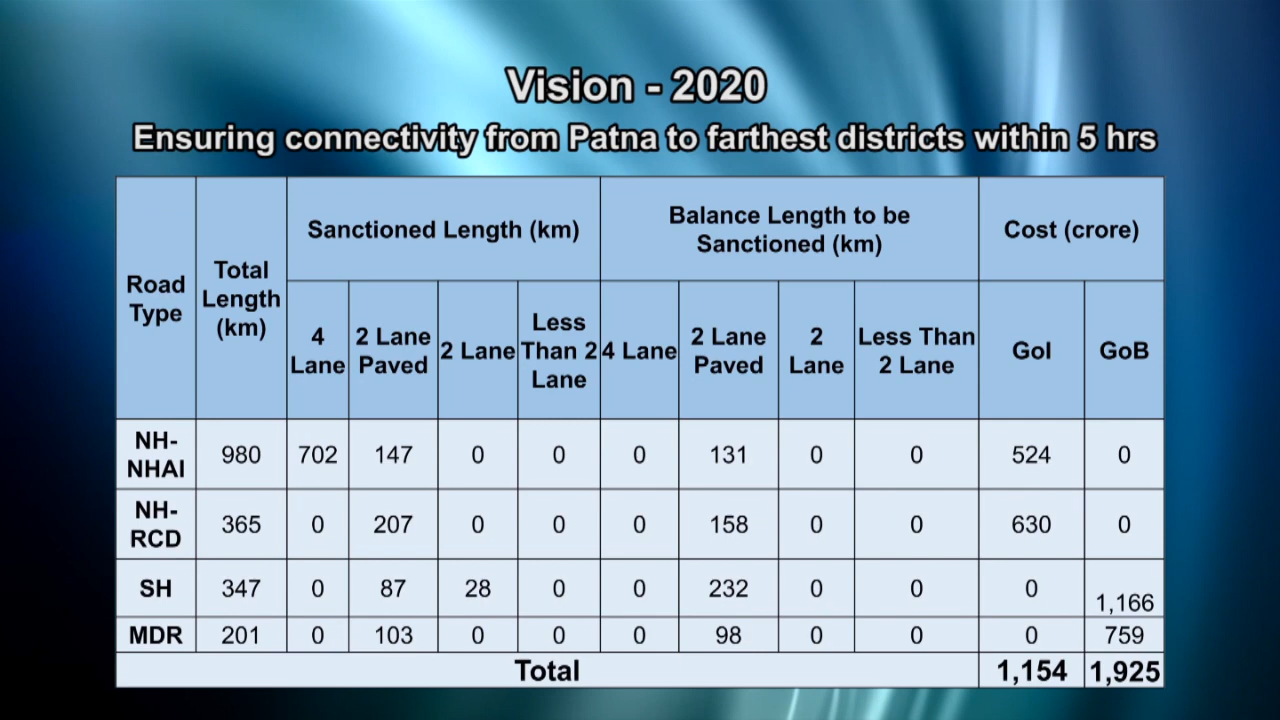 Vision - 2020
Ensuring connectivity from Patna to farthest districts within 5 hrs
Road Type Total Length (km) Sanctioned Length (km) Balance Length to be Sanctioned (km) Cost (crore)
4 Lane 2 Lane Paved 2 Lane Less Than 2 Lane 4 Lane 2 Lane Paved 2 Lane Less Than 2 Lane GoI GoB
NH-NHAI 980 702 147 0 0 0 131 0 0 524 0
NH-RCD 365 0 207 0 0 0 158 0 0 630 0
SH 347 0 87 28 0 0 232 0 0 0 1,166
MDR 201 0 103 0 0 0 98 0 0 0 759
Total 1,154 1,925